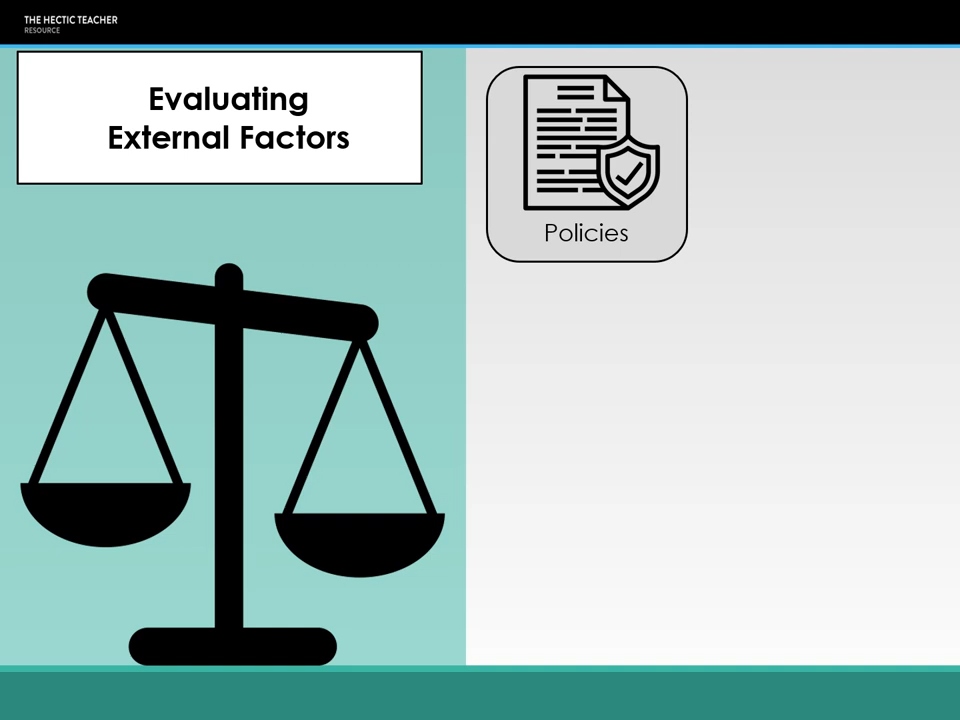 THE HECTIC TEACHER
RESOURCE
Evaluating
External Factors
Policies